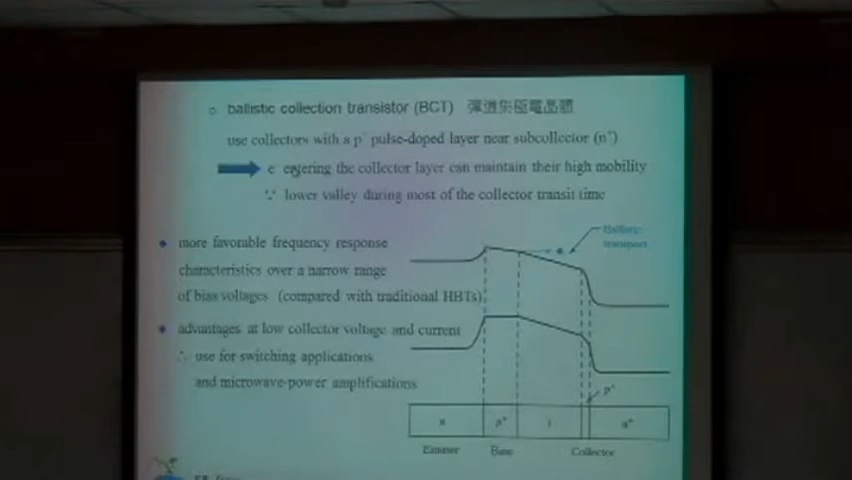 ballistic collection transistor (BCT) 彈道集極電晶體
use collectors with a p⁺ pulse-doped layer near subcollector (n⁺)
e⁻ entering the collector layer can maintain their high mobility
∵ lower valley during most of the collector transit time
more favorable frequency response
characteristics over a narrow range
of bias voltages (compared with traditional HBTs)
advantages at low collector voltage and current
∴ use for switching applications
and microwave-power amplifications
Ballistic
transport
p⁺
n p⁺ i n⁺
Emitter Base Collector